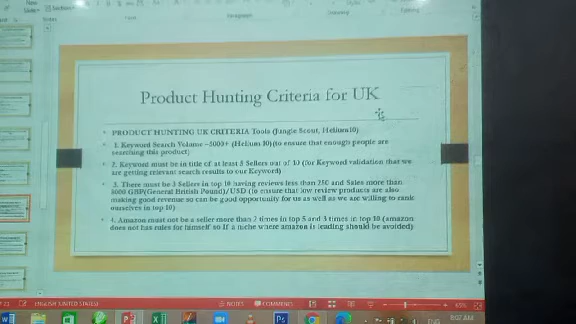 Product Hunting Criteria for UK
PRODUCT HUNTING UK CRITERIA Tools (Jungle Scout, Helium10)
1. Keyword Search Volume ~5000+ (Helium 10)(to ensure that enough people are
searching this product)
2. Keyword must be in title of at least 8 Sellers out of 10 (for Keyword validation that we
are getting relevant search results to our Keyword)
3. There must be 3 Sellers in top 10 having reviews less than 250 and Sales more than
GBP(General British Pound)/USD (to ensure that low review products are also
making good revenue so can be good opportunity for us as well as we are willing to rank
ourselves in top 10)
4. Amazon must not be a seller more than 2 times in top 5 and 3 times in top 10 (amazon
does not has rules for himself so if a niche where amazon is leading should be avoided)
ENGLISH (UNITED STATES)
NOTES
COMMENTS
ENG
8:02 AM